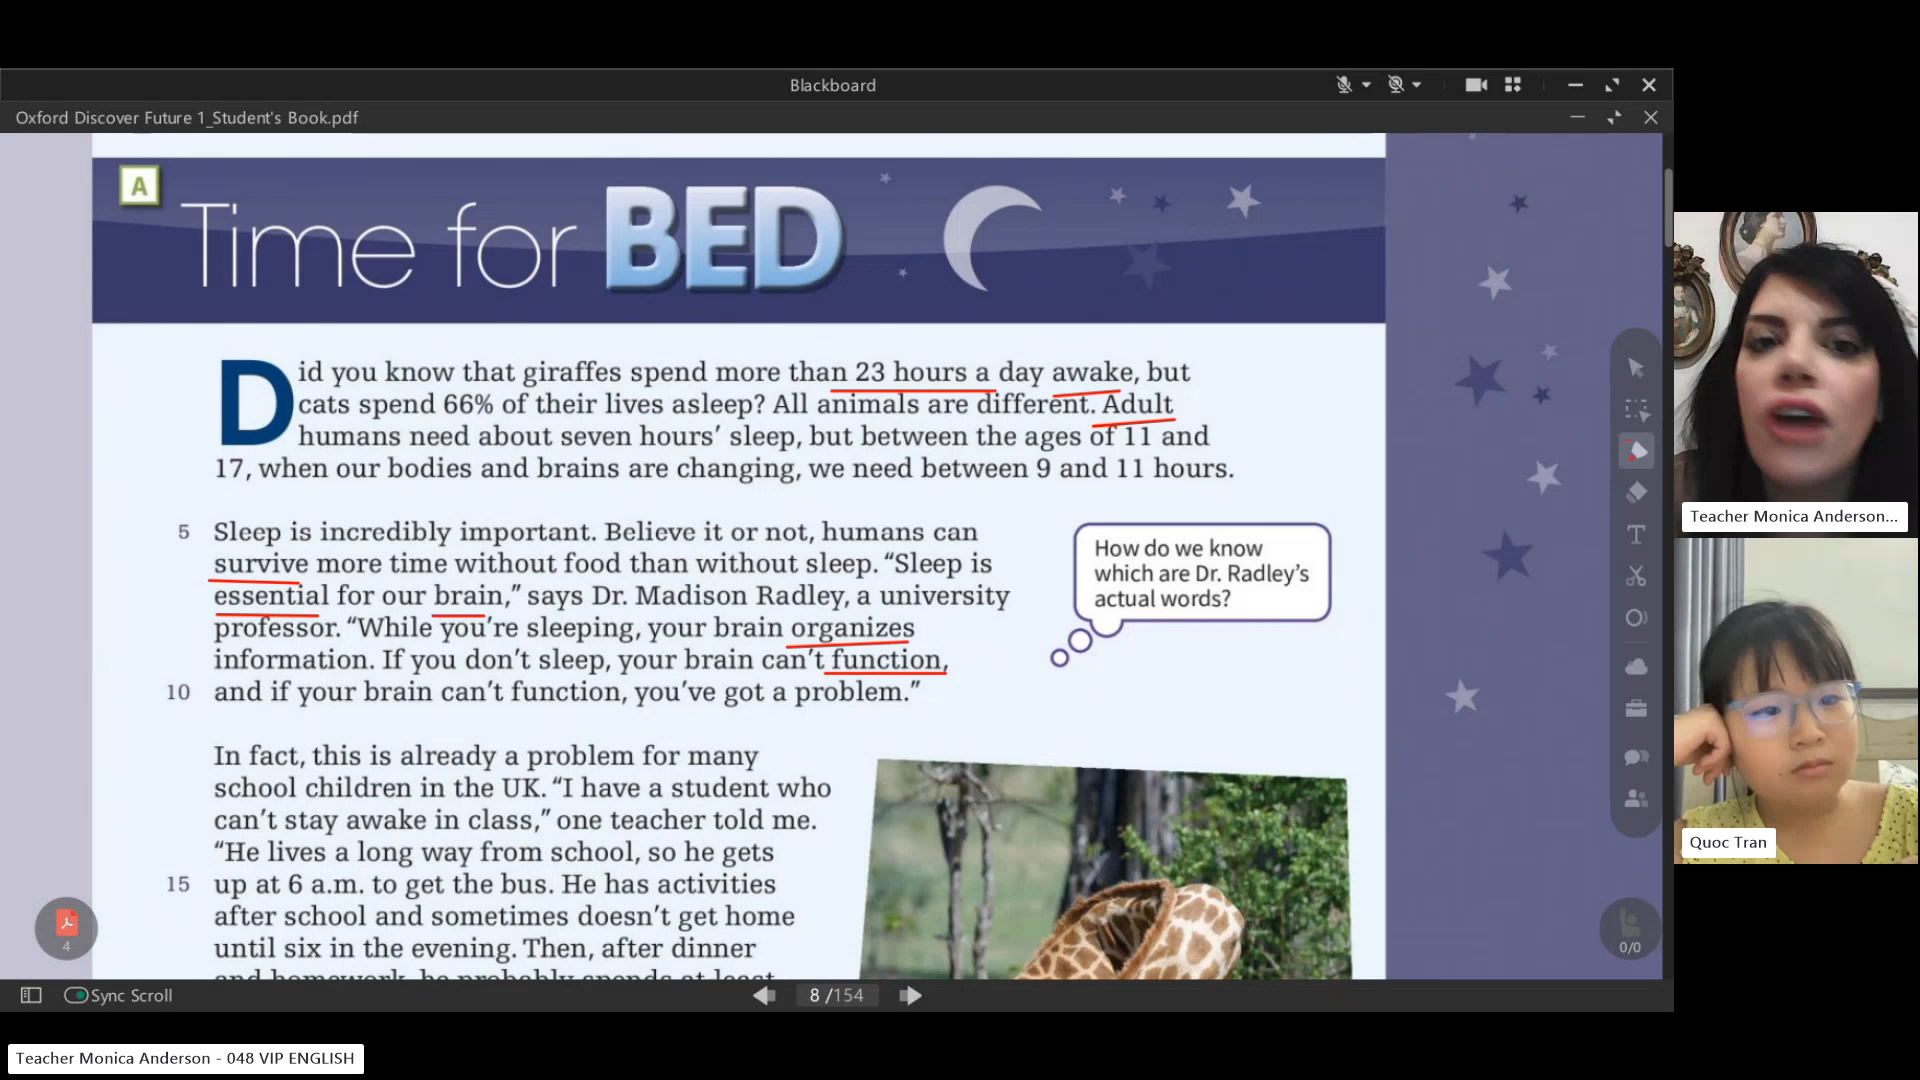 Blackboard
Oxford Discover Future 1_Student's Book.pdf
A
Time for BED
Did you know that giraffes spend more than 23 hours a day awake, but
cats spend 66% of their lives asleep? All animals are different. Adult
humans need about seven hours' sleep, but between the ages of 11 and
17, when our bodies and brains are changing, we need between 9 and 11 hours.
5 Sleep is incredibly important. Believe it or not, humans can
survive more time without food than without sleep. “Sleep is
essential for our brain,” says Dr. Madison Radley, a university
professor. “While you're sleeping, your brain organizes
information. If you don't sleep, your brain can't function,
10 and if your brain can't function, you've got a problem.”
How do we know
which are Dr. Radley's
actual words?
In fact, this is already a problem for many
school children in the UK. “I have a student who
can't stay awake in class,” one teacher told me.
“He lives a long way from school, so he gets
15 up at 6 a.m. to get the bus. He has activities
after school and sometimes doesn't get home
until six in the evening. Then, after dinner
and homework, he probably spends at least
4
T
0/0
Sync Scroll
8 /154
Teacher Monica Anderson...
Quoc Tran
Teacher Monica Anderson - 048 VIP ENGLISH